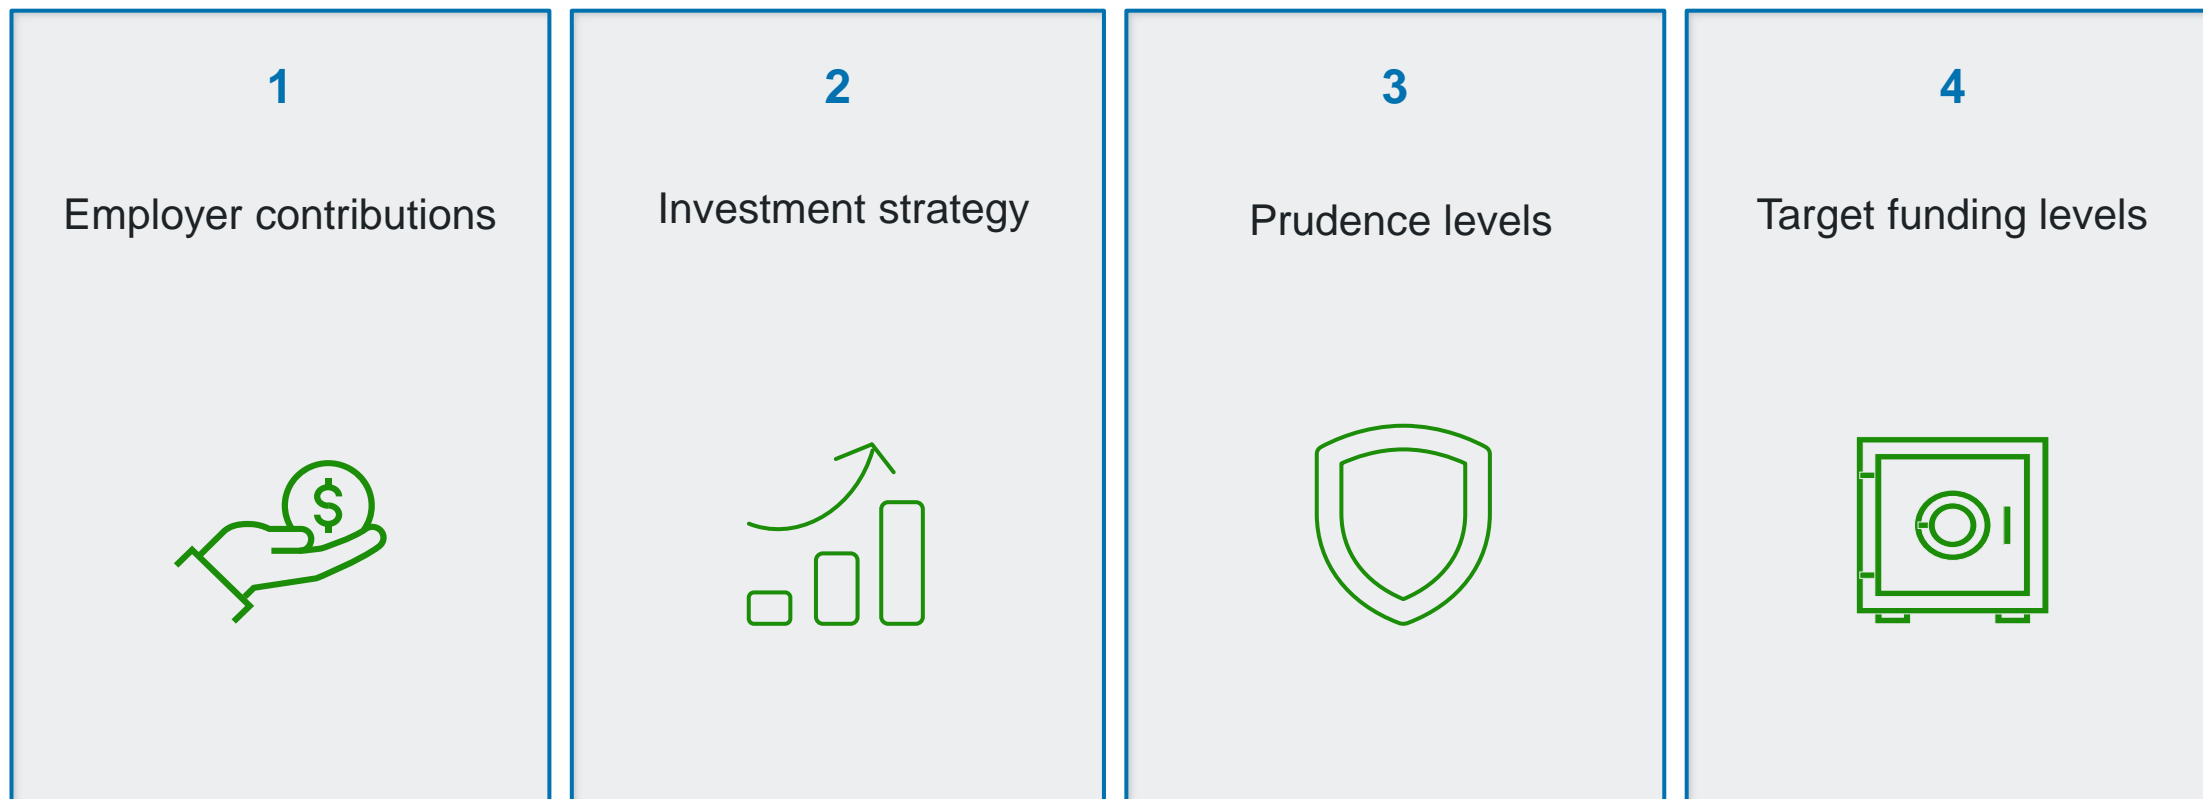 1
Employer contributions
$
2
Investment strategy
3
Prudence levels
4
Target funding levels